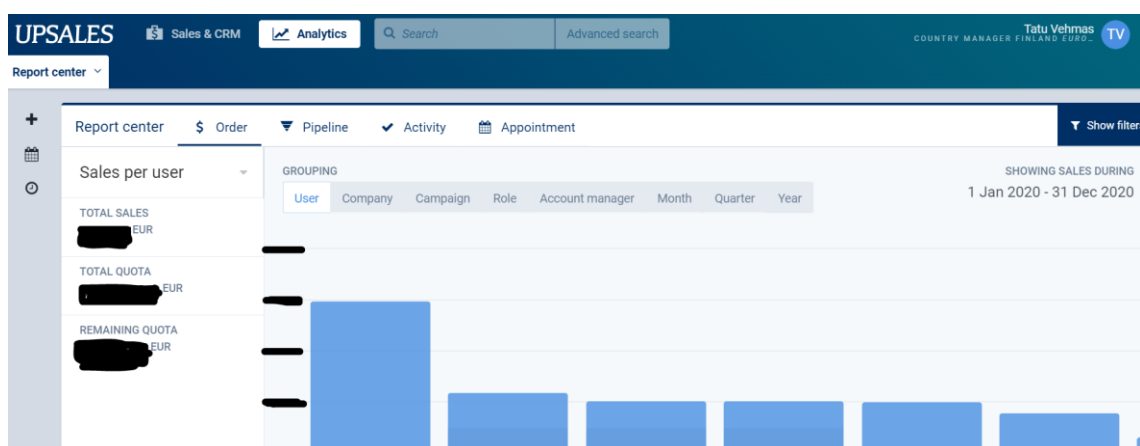 UPSALES Sales & CRM Analytics Search Advanced search Tatu Vehmas TV
COUNTRY MANAGER FINLAND EURO...
Report center
Report center $ Order Pipeline Activity Appointment Show filter
Sales per user
GROUPING
SHOWING SALES DURING
User Company Campaign Role Account manager Month Quarter Year
1 Jan 2020 - 31 Dec 2020
TOTAL SALES
EUR
TOTAL QUOTA
EUR
REMAINING QUOTA
EUR